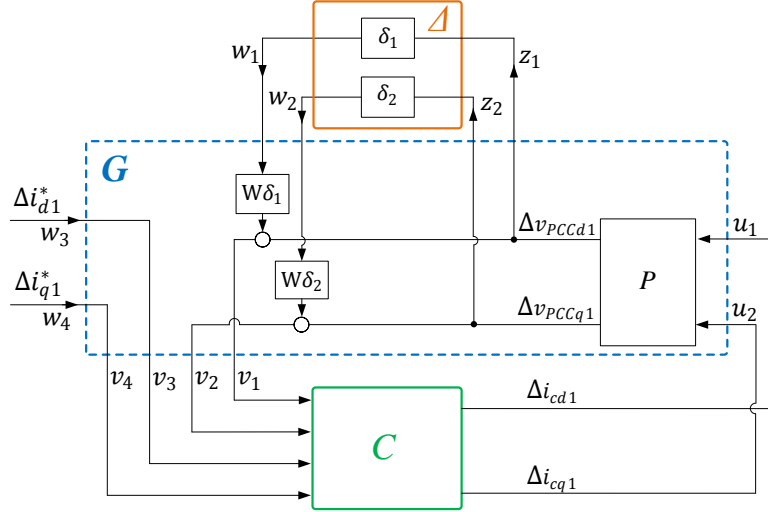 δ₁
Δ
w₁
z₁
δ₂
w₂
z₂
G
Wδ₁
Δi*d1
w₃
Δv_PCCd1
u₁
P
Wδ₂
Δi*q1
w₄
Δv_PCCq1
u₂
v₄ v₃ v₂ v₁
Δi_cd1
C
Δi_cq1